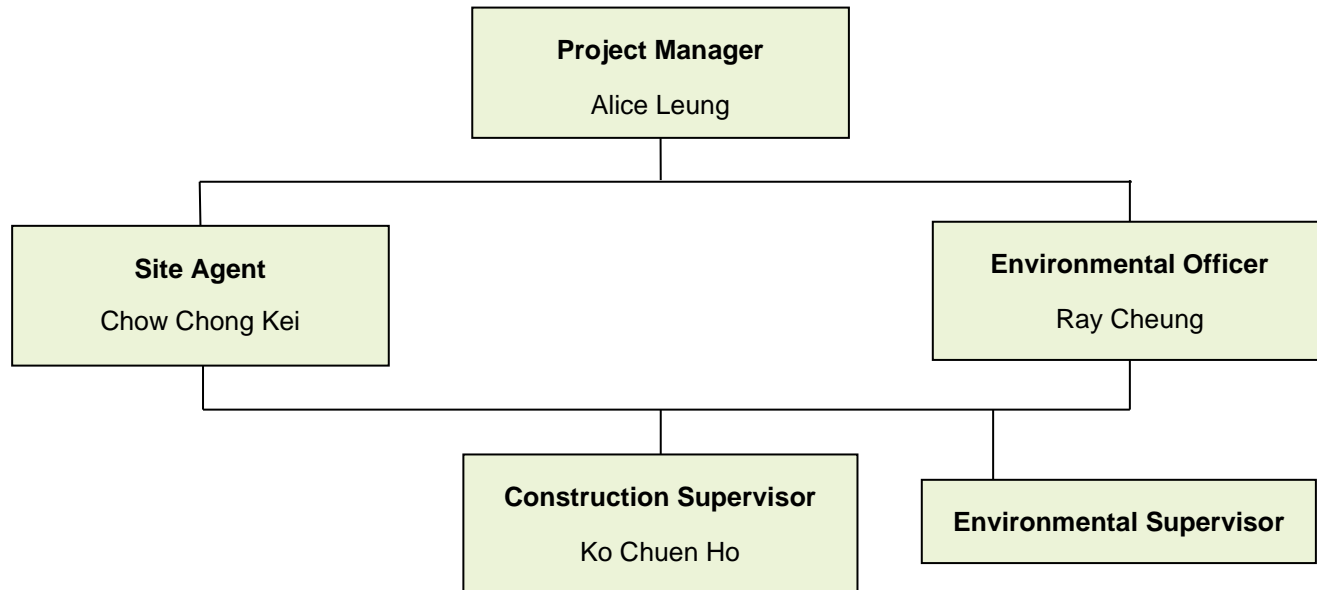 Project Manager
Alice Leung
Site Agent
Chow Chong Kei
Environmental Officer
Ray Cheung
Construction Supervisor
Ko Chuen Ho
Environmental Supervisor